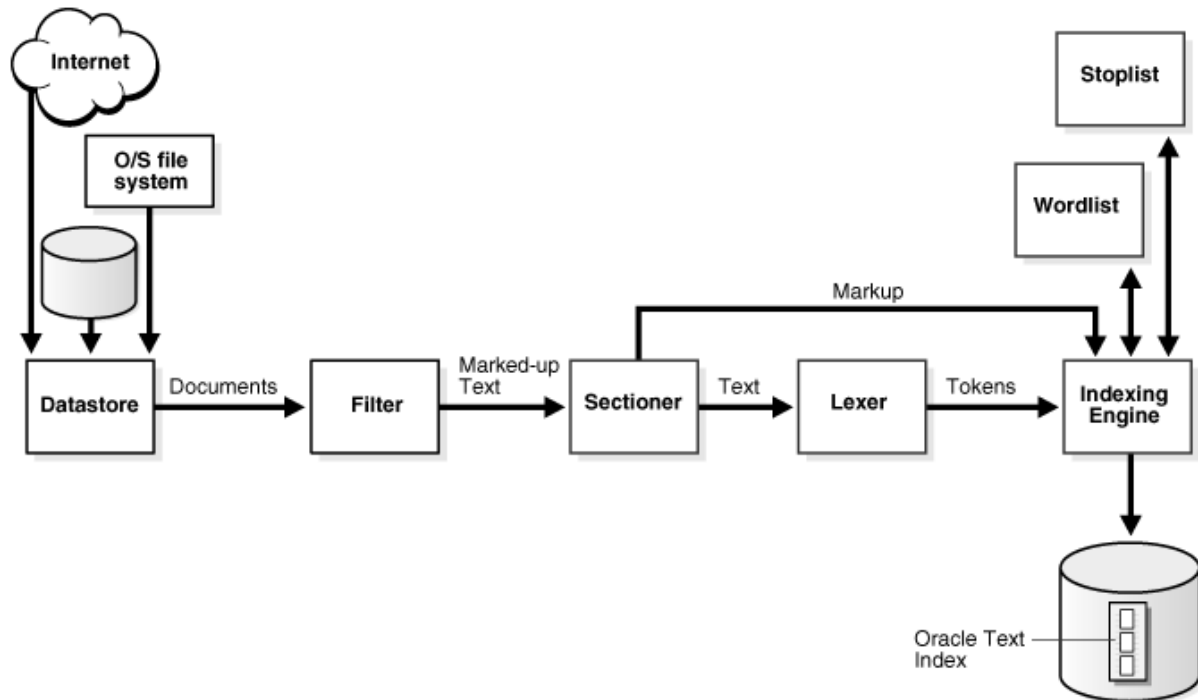 Internet
Stoplist
O/S file
system
Wordlist
Markup
Documents
Marked-up
Text
Text
Tokens
Datastore
Filter
Sectioner
Lexer
Indexing
Engine
Oracle Text
Index